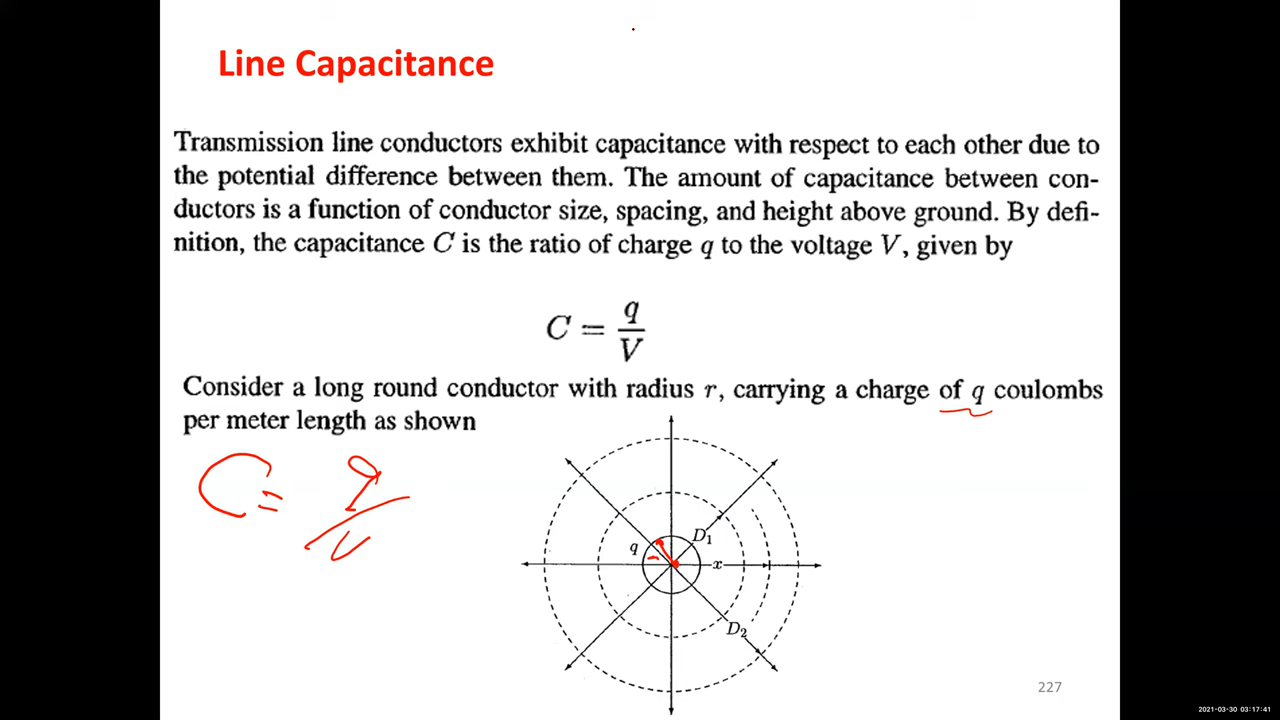 Line Capacitance
Transmission line conductors exhibit capacitance with respect to each other due to
the potential difference between them. The amount of capacitance between con-
ductors is a function of conductor size, spacing, and height above ground. By defi-
nition, the capacitance C is the ratio of charge q to the voltage V, given by
C = q/V
Consider a long round conductor with radius r, carrying a charge of q coulombs
per meter length as shown
C = q/V
q
D₁
x
D₂
227
2021-03-30 03:17:41